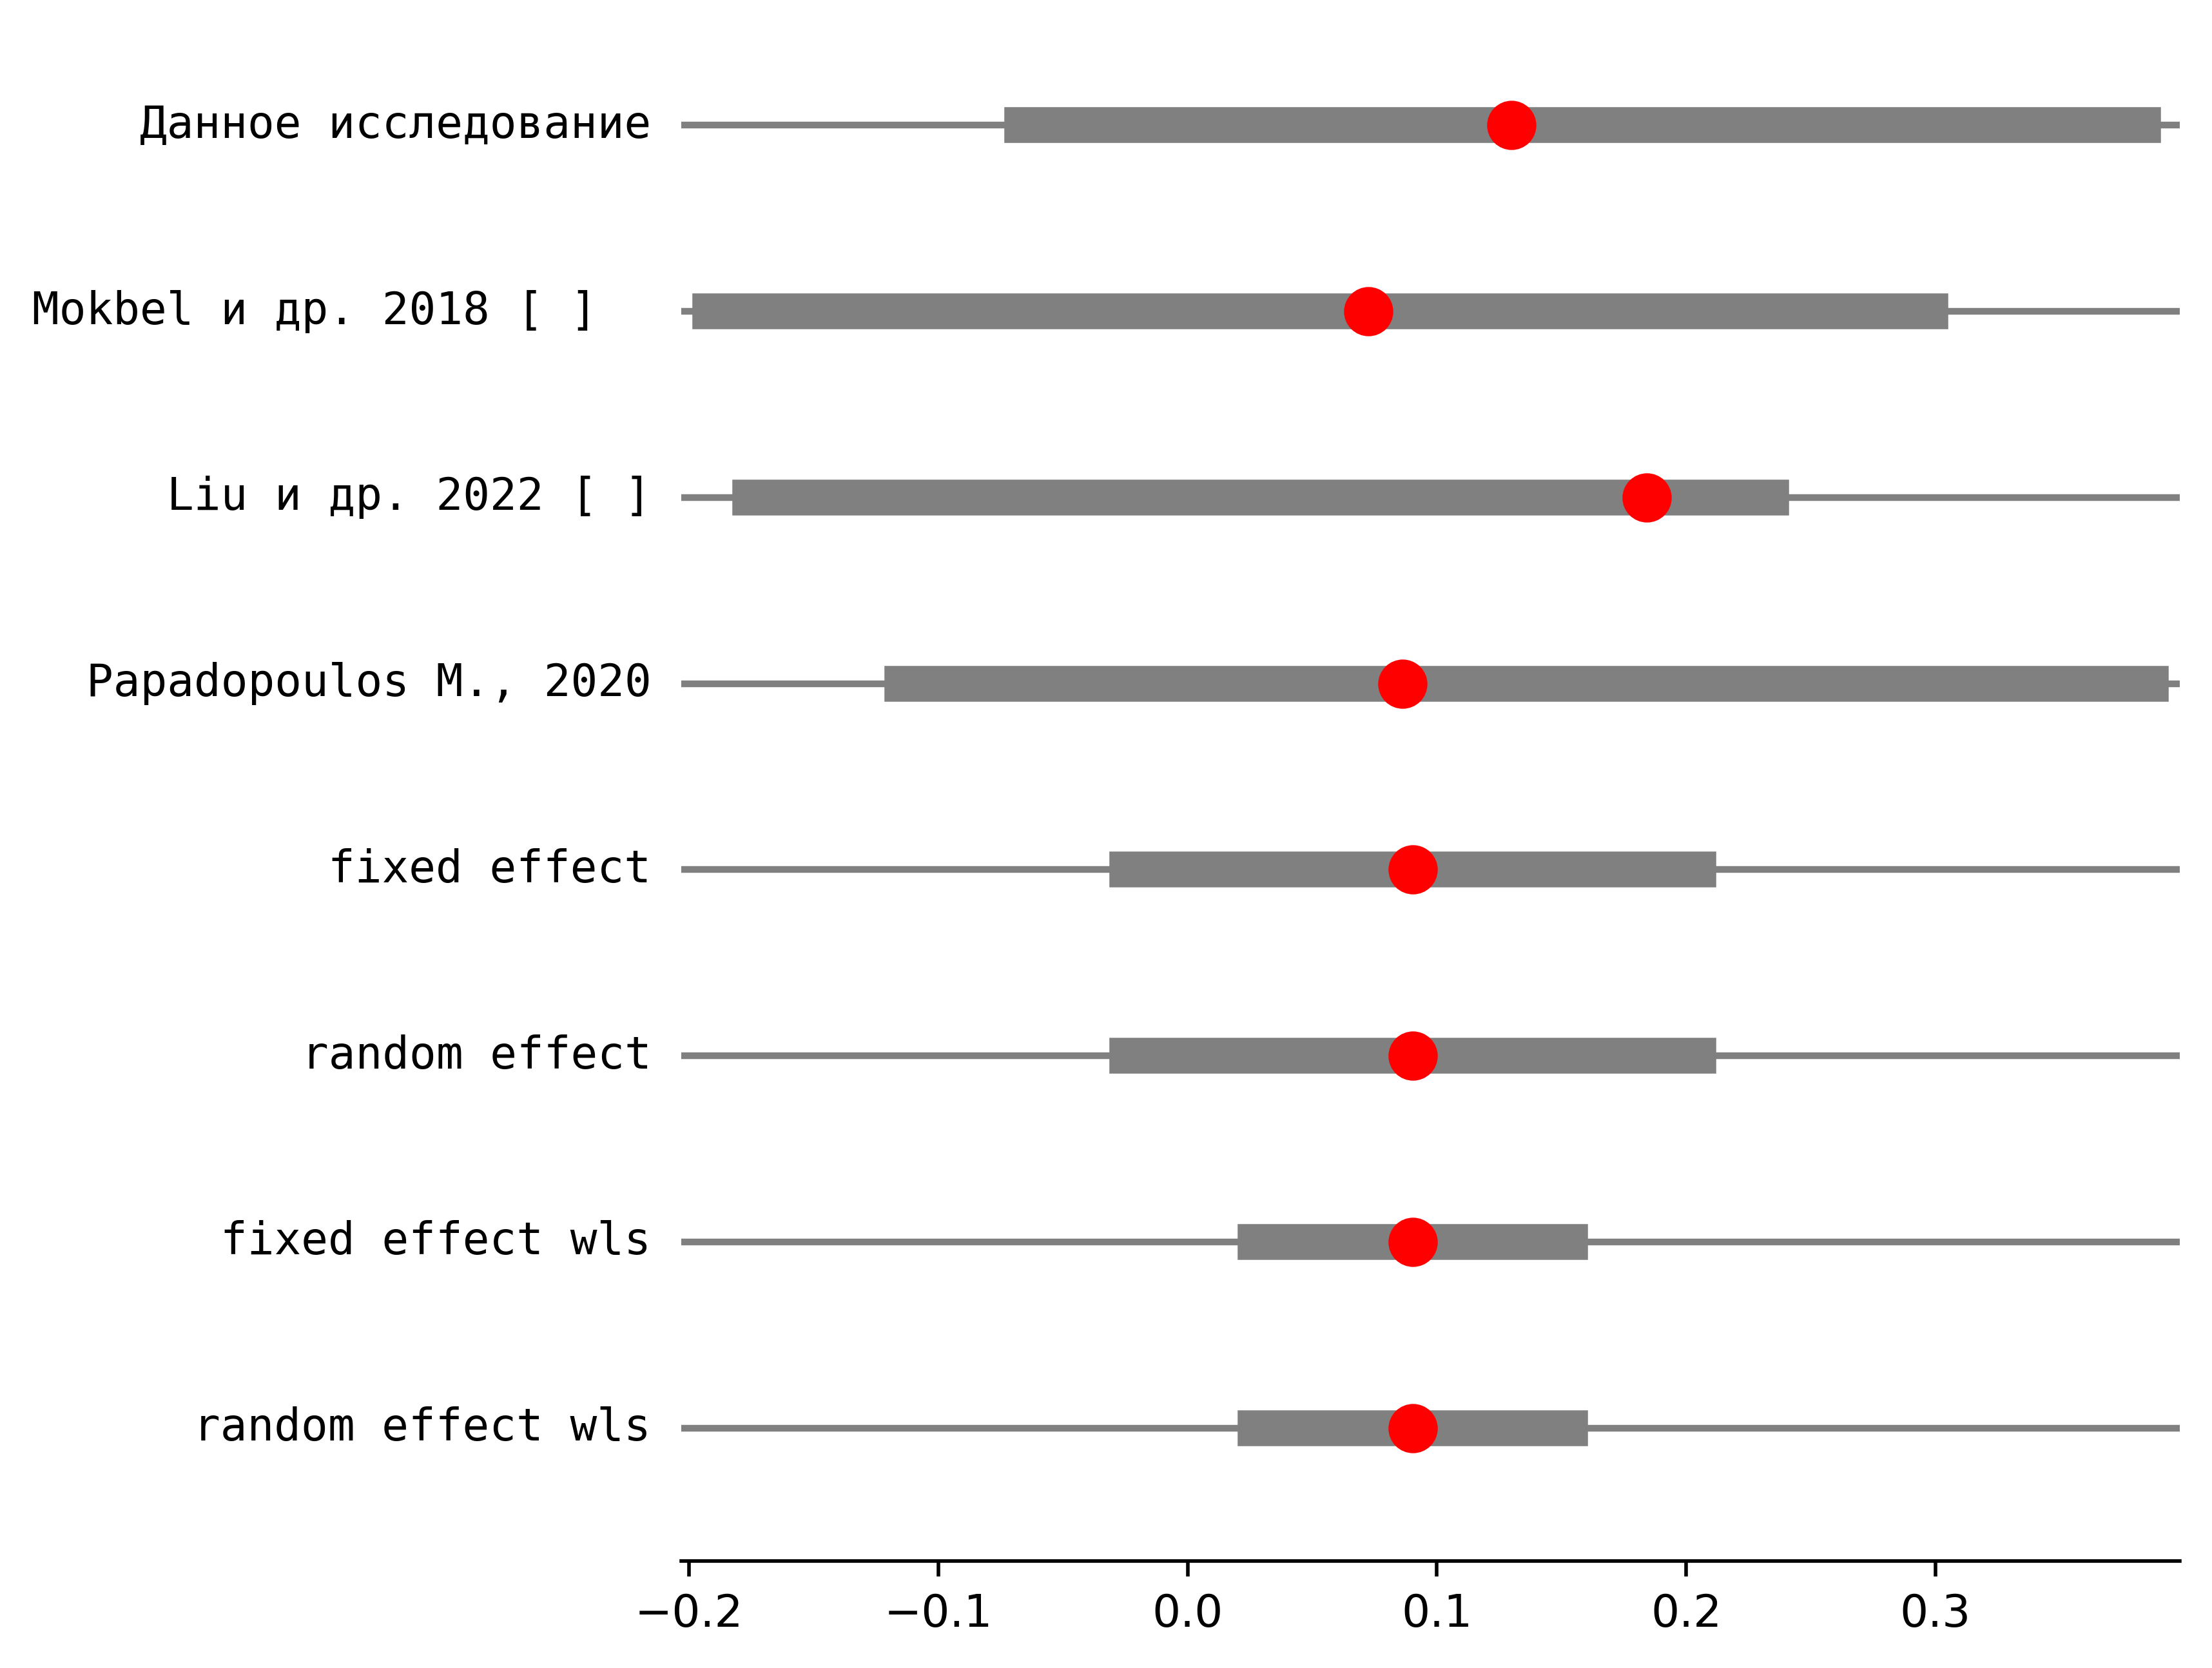 Данное исследование
Mokbel и др. 2018 [ ]
Liu и др. 2022 [ ]
Papadopoulos M., 2020
fixed effect
random effect
fixed effect wls
random effect wls
−0.2 −0.1 0.0 0.1 0.2 0.3